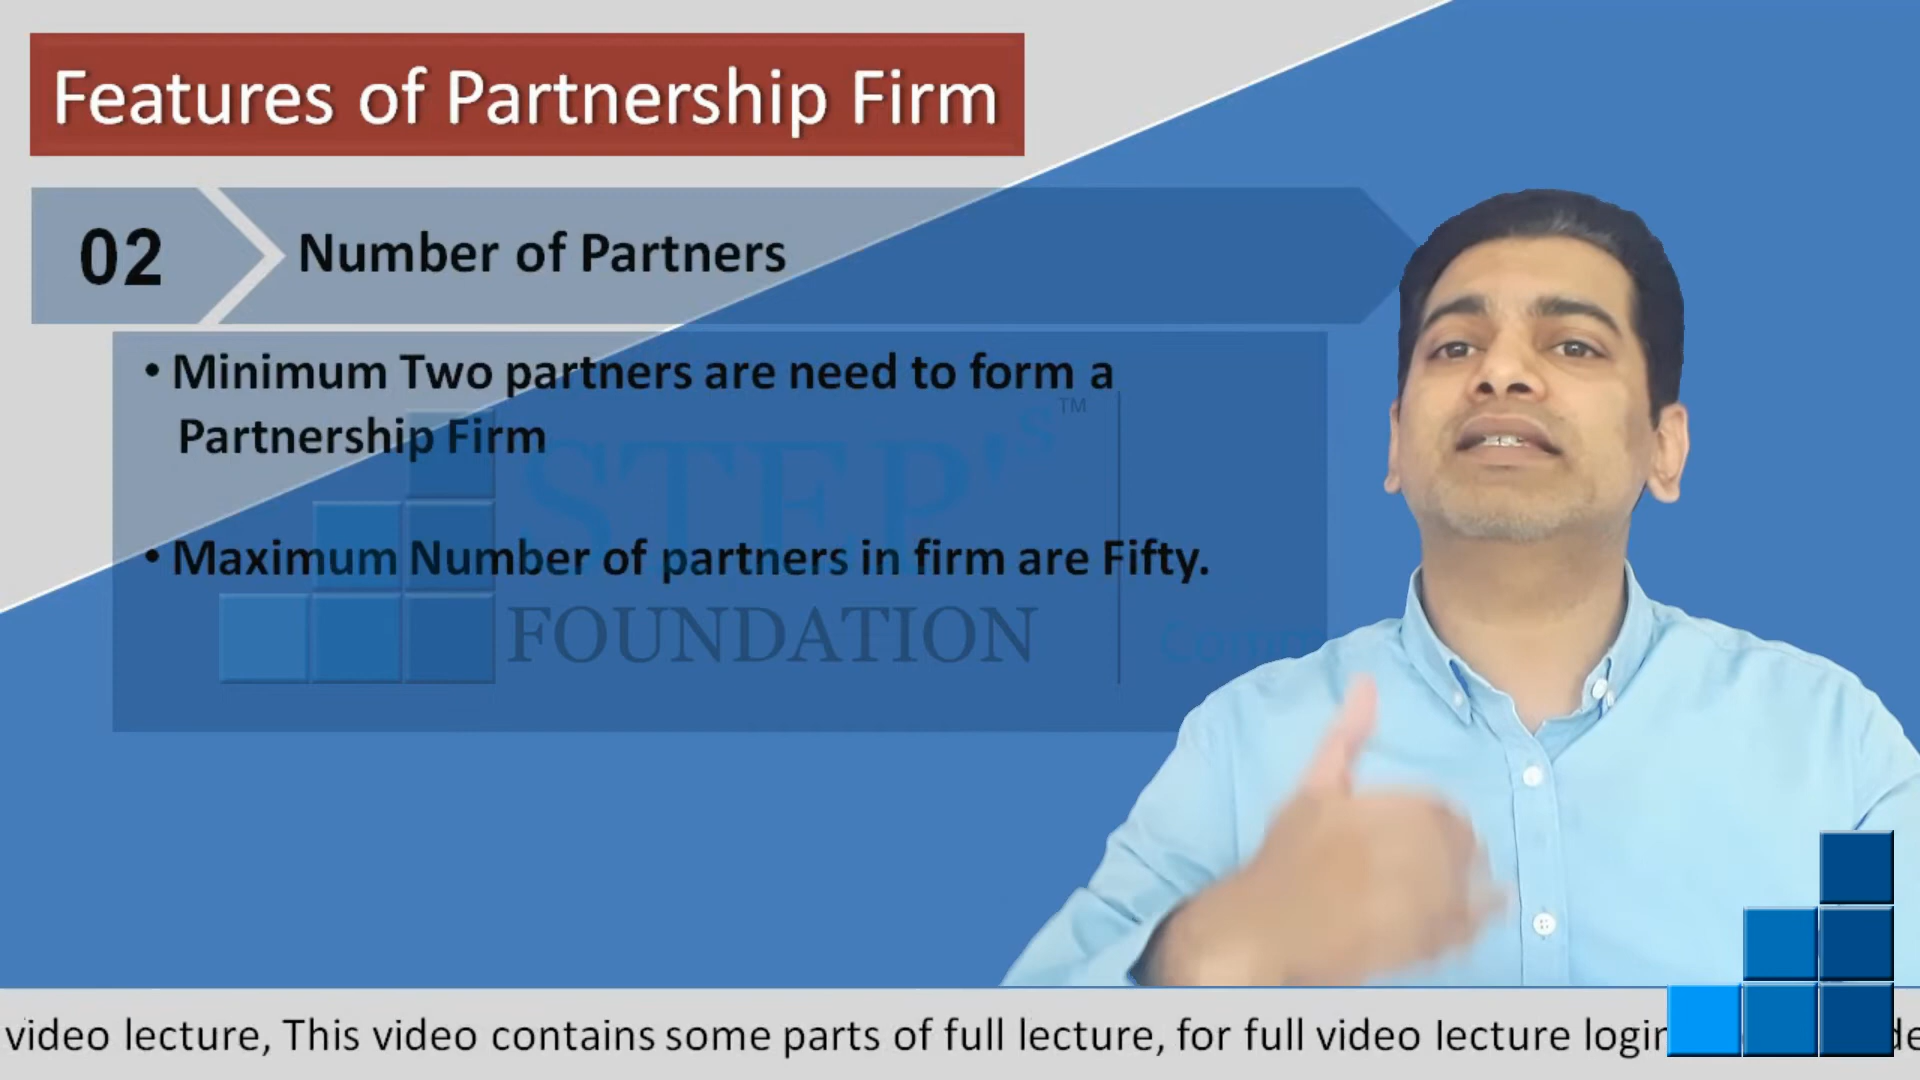 Features of Partnership Firm
02
Number of Partners
• Minimum Two partners are need to form a
Partnership Firm
STEP's™
• Maximum Number of partners in firm are Fifty.
FOUNDATION
video lecture, This video contains some parts of full lecture, for full video lecture login